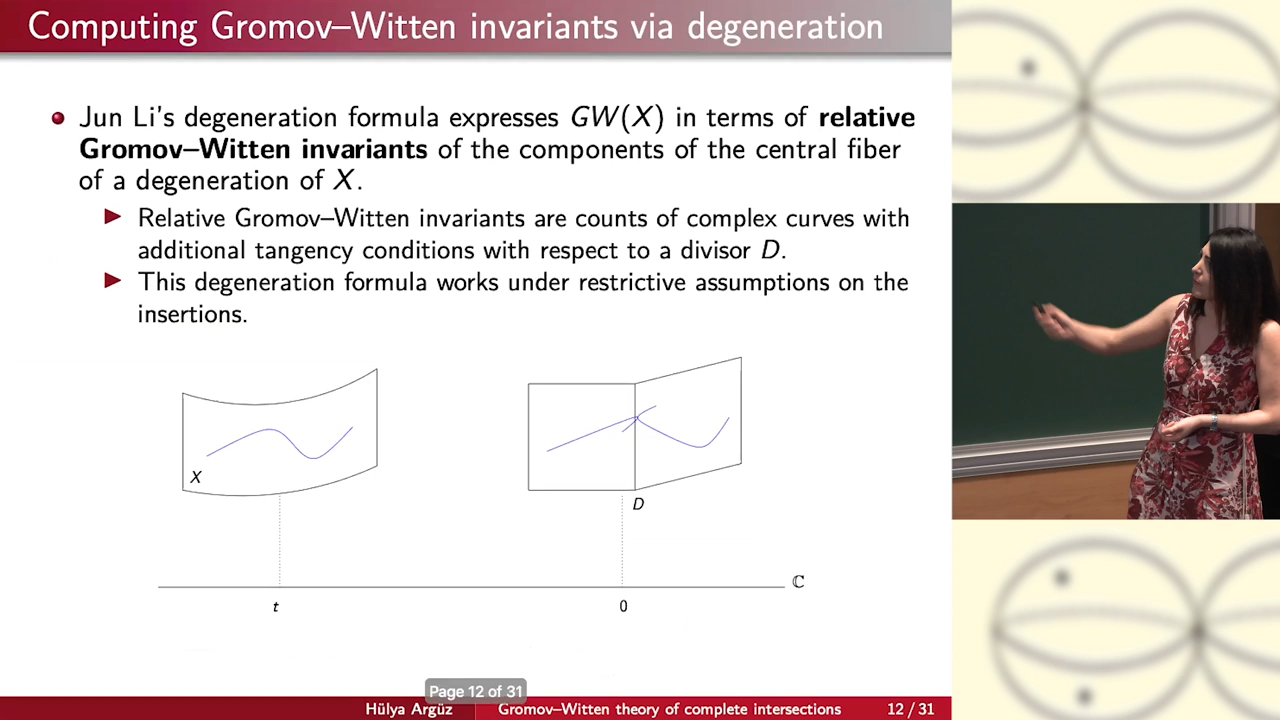 Computing Gromov–Witten invariants via degeneration
Jun Li's degeneration formula expresses GW(X) in terms of relative
Gromov–Witten invariants of the components of the central fiber
of a degeneration of X.
Relative Gromov–Witten invariants are counts of complex curves with
additional tangency conditions with respect to a divisor D.
This degeneration formula works under restrictive assumptions on the
insertions.
X
D
ℂ
t
0
Page 12 of 31
Hülya Argüz Gromov–Witten theory of complete intersections 12 / 31